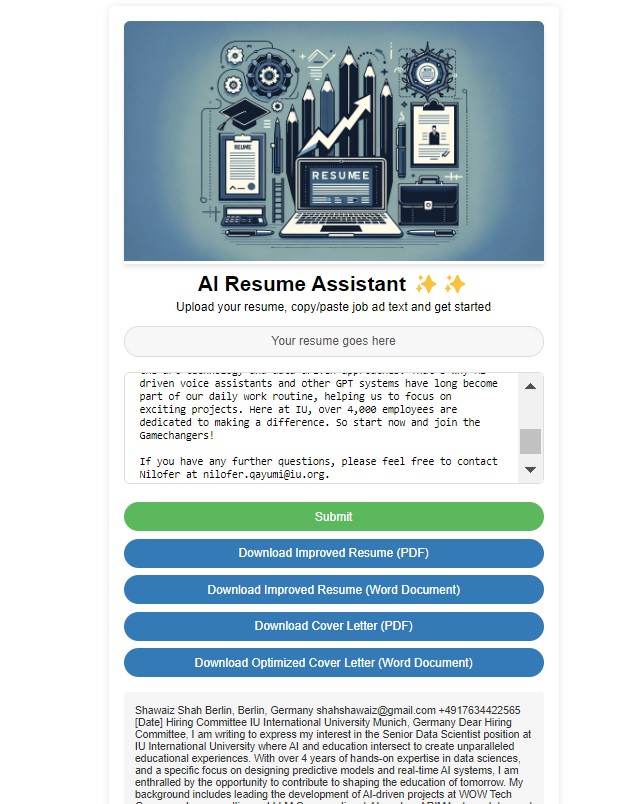 RESUME
RESUMEE
AI Resume Assistant ✨ ✨
Upload your resume, copy/paste job ad text and get started
Your resume goes here
driven voice assistants and other GPT systems have long become
part of our daily work routine, helping us to focus on
exciting projects. Here at IU, over 4,000 employees are
dedicated to making a difference. So start now and join the
Gamechangers!
If you have any further questions, please feel free to contact
Nilofer at nilofer.qayumi@iu.org.
Submit
Download Improved Resume (PDF)
Download Improved Resume (Word Document)
Download Cover Letter (PDF)
Download Optimized Cover Letter (Word Document)
Shawaiz Shah Berlin, Berlin, Germany shahshawaiz@gmail.com +4917634422565
[Date] Hiring Committee IU International University Munich, Germany Dear Hiring
Committee, I am writing to express my interest in the Senior Data Scientist position at
IU International University where AI and education intersect to create unparalleled
educational experiences. With over 4 years of hands-on expertise in data sciences,
and a specific focus on designing predictive models and real-time AI systems, I am
enthralled by the opportunity to contribute to shaping the education of tomorrow. My
background includes leading the development of AI-driven projects at WOW Tech